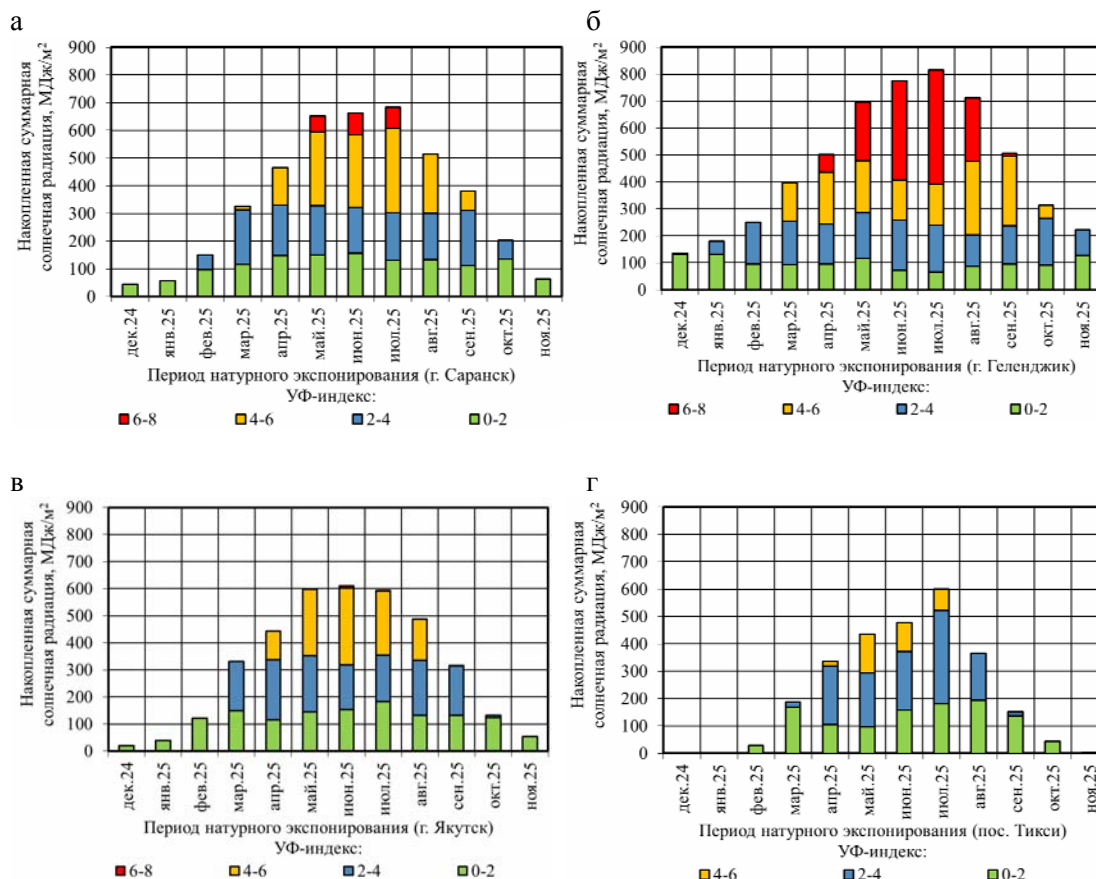 а
Накопленная суммарная
солнечная радиация, МДж/м²
900
800
700
600
500
400
300
200
100
0
дек.24
янв.25
фев.25
мар.25
апр.25
май.25
июн.25
июл.25
авг.25
сен.25
окт.25
ноя.25
Период натурного экспонирования (г. Саранск)
УФ-индекс:
6-8 4-6 2-4 0-2
б
Накопленная суммарная
солнечная радиация, МДж/м²
900
800
700
600
500
400
300
200
100
0
дек.24
янв.25
фев.25
мар.25
апр.25
май.25
июн.25
июл.25
авг.25
сен.25
окт.25
ноя.25
Период натурного экспонирования (г. Геленджик)
УФ-индекс:
6-8 4-6 2-4 0-2
в
Накопленная суммарная
солнечная радиация, МДж/м²
900
800
700
600
500
400
300
200
100
0
дек.24
янв.25
фев.25
мар.25
апр.25
май.25
июн.25
июл.25
авг.25
сен.25
окт.25
ноя.25
Период натурного экспонирования (г. Якутск)
УФ-индекс:
6-8 4-6 2-4 0-2
г
Накопленная суммарная
солнечная радиация, МДж/м²
900
800
700
600
500
400
300
200
100
0
дек.24
янв.25
фев.25
мар.25
апр.25
май.25
июн.25
июл.25
авг.25
сен.25
окт.25
ноя.25
Период натурного экспонирования (пос. Тикси)
УФ-индекс:
4-6 2-4 0-2